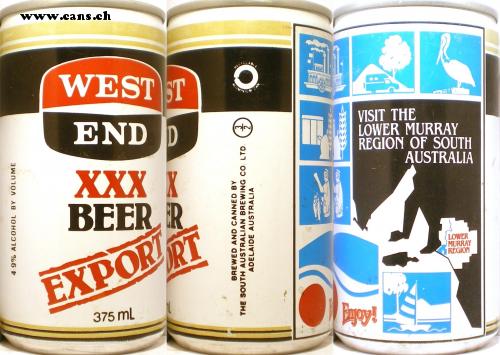 www.cans.ch
WEST
END
XXX
BEER
EXPORT
375 mL
4.9% ALCOHOL BY VOLUME
ST
D
X
ER
ORT
mL
BREWED AND CANNED BY
THE SOUTH AUSTRALIAN BREWING CO. LTD.
ADELAIDE AUSTRALIA
VISIT THE
LOWER MURRAY
REGION OF SOUTH
AUSTRALIA
LOWER
MURRAY
REGION
Enjoy!